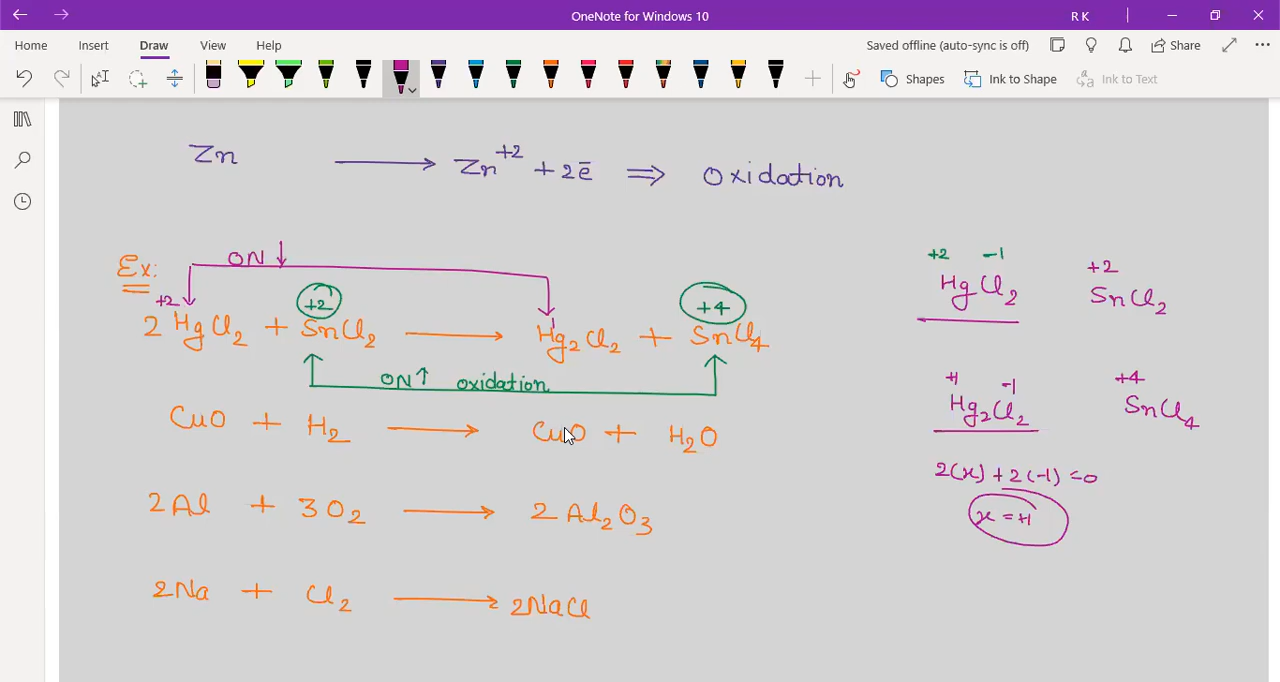 OneNote for Windows 10
R K
Home Insert Draw View Help
Saved offline (auto-sync is off)
Share
Shapes
Ink to Shape
Ink to Text
Zn ⟶ Zn⁺² + 2ē ⟹ Oxidation
Ex:
ON ↓
+2 +2 1 +4
2 HgCl₂ + SnCl₂ ⟶ Hg₂Cl₂ + SnCl₄
ON ↑ oxidation
CuO + H₂ ⟶ CuO + H₂O
2Al + 3O₂ ⟶ 2Al₂O₃
2Na + Cl₂ ⟶ 2NaCl
+2 -1 +2
HgCl₂ SnCl₂
+1 -1 +4
Hg₂Cl₂ SnCl₄
2(x) + 2(-1) = 0
x = +1